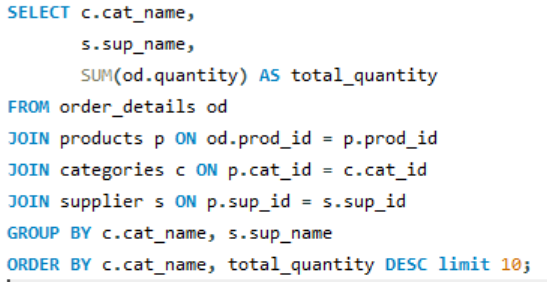 SELECT c.cat_name,
s.sup_name,
SUM(od.quantity) AS total_quantity
FROM order_details od
JOIN products p ON od.prod_id = p.prod_id
JOIN categories c ON p.cat_id = c.cat_id
JOIN supplier s ON p.sup_id = s.sup_id
GROUP BY c.cat_name, s.sup_name
ORDER BY c.cat_name, total_quantity DESC limit 10;